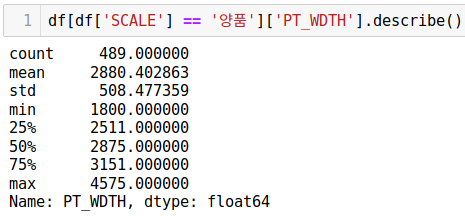 1 df[df['SCALE'] == '양품']['PT_WDTH'].describe()
count 489.000000
mean 2880.402863
std 508.477359
min 1800.000000
25% 2511.000000
50% 2875.000000
75% 3151.000000
max 4575.000000
Name: PT_WDTH, dtype: float64